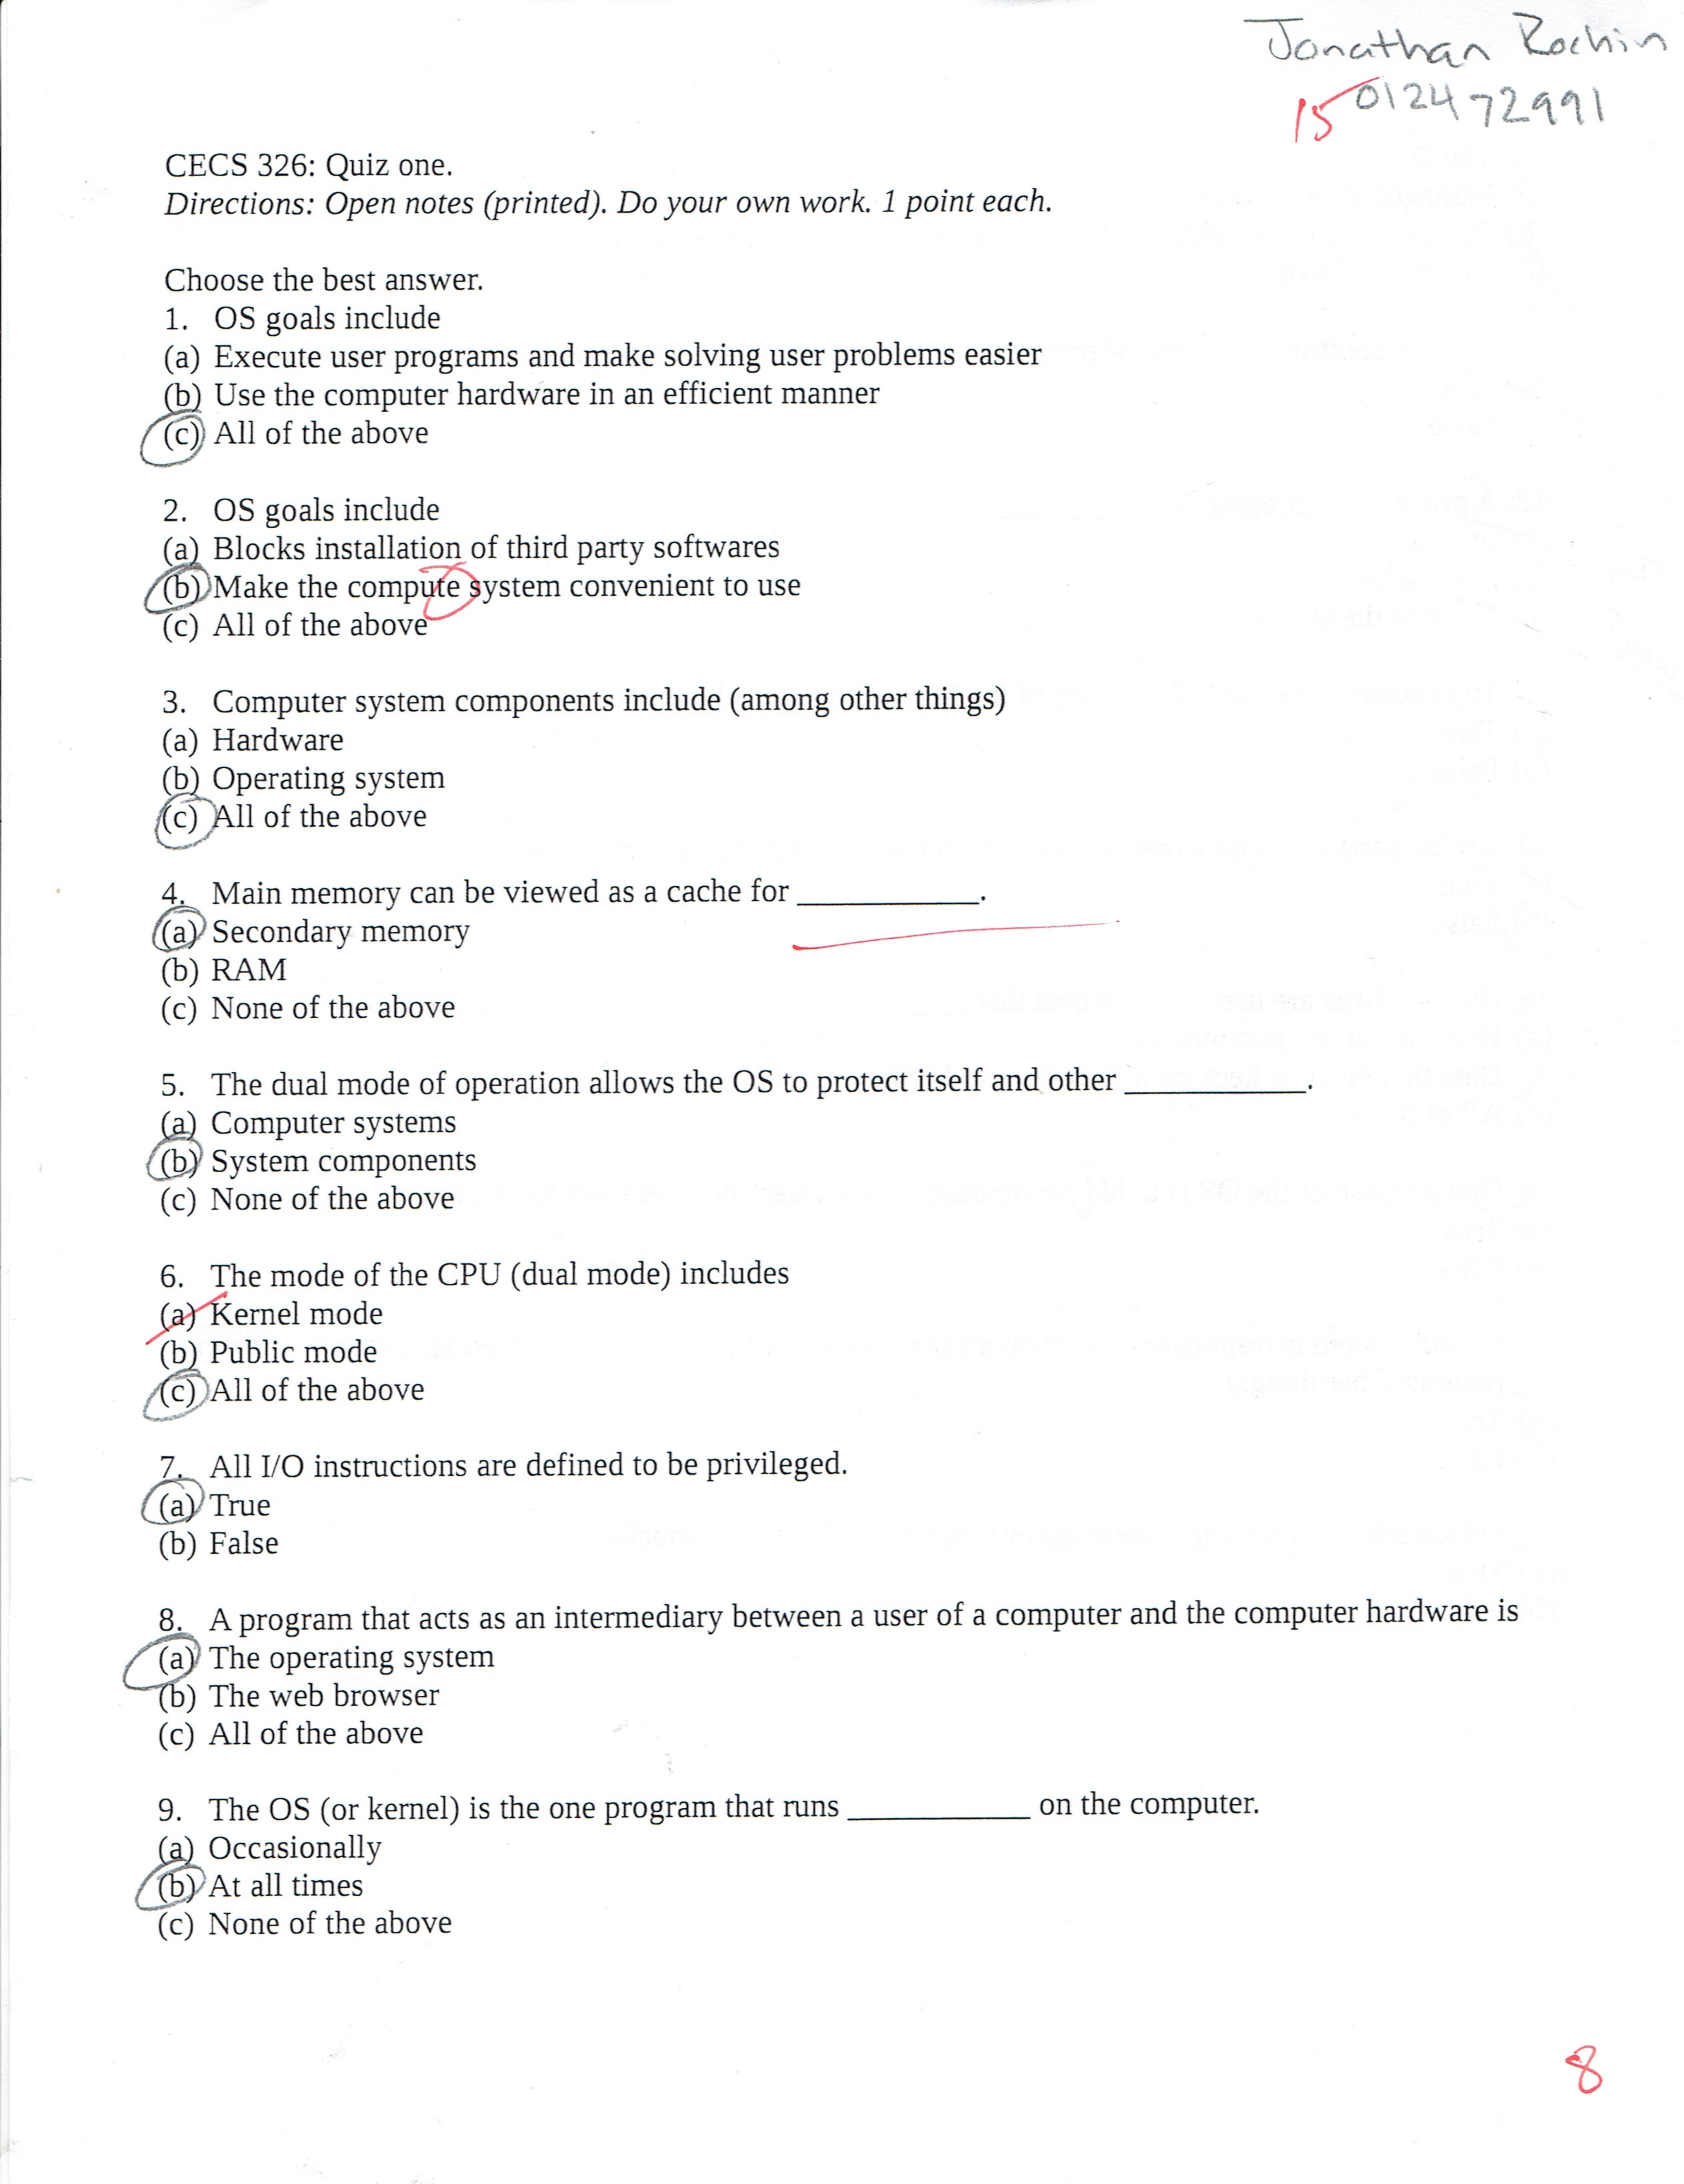 Jonathan Rochin
15 012472991
CECS 326: Quiz one.
Directions: Open notes (printed). Do your own work. 1 point each.
Choose the best answer.
1. OS goals include
(a) Execute user programs and make solving user problems easier
(b) Use the computer hardware in an efficient manner
(c) All of the above
2. OS goals include
(a) Blocks installation of third party softwares
(b) Make the compute system convenient to use
(c) All of the above
3. Computer system components include (among other things)
(a) Hardware
(b) Operating system
(c) All of the above
4. Main memory can be viewed as a cache for ___________.
(a) Secondary memory
(b) RAM
(c) None of the above
5. The dual mode of operation allows the OS to protect itself and other ___________.
(a) Computer systems
(b) System components
(c) None of the above
6. The mode of the CPU (dual mode) includes
(a) Kernel mode
(b) Public mode
(c) All of the above
7. All I/O instructions are defined to be privileged.
(a) True
(b) False
8. A program that acts as an intermediary between a user of a computer and the computer hardware is
(a) The operating system
(b) The web browser
(c) All of the above
9. The OS (or kernel) is the one program that runs ___________ on the computer.
(a) Occasionally
(b) At all times
(c) None of the above
8